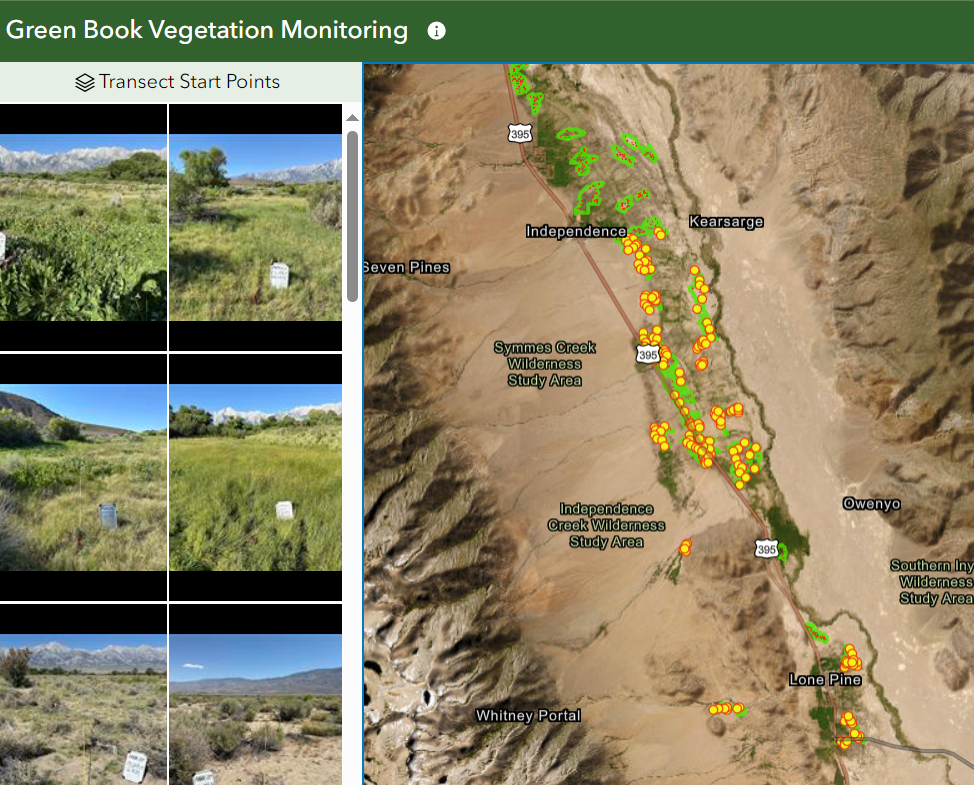 Green Book Vegetation Monitoring
Transect Start Points
395
Independence
Kearsarge
Seven Pines
395
Symmes Creek
Wilderness
Study Area
Independence
Creek Wilderness
Study Area
Owenyo
395
Southern Iny
Wilderness
Study Area
Lone Pine
Whitney Portal